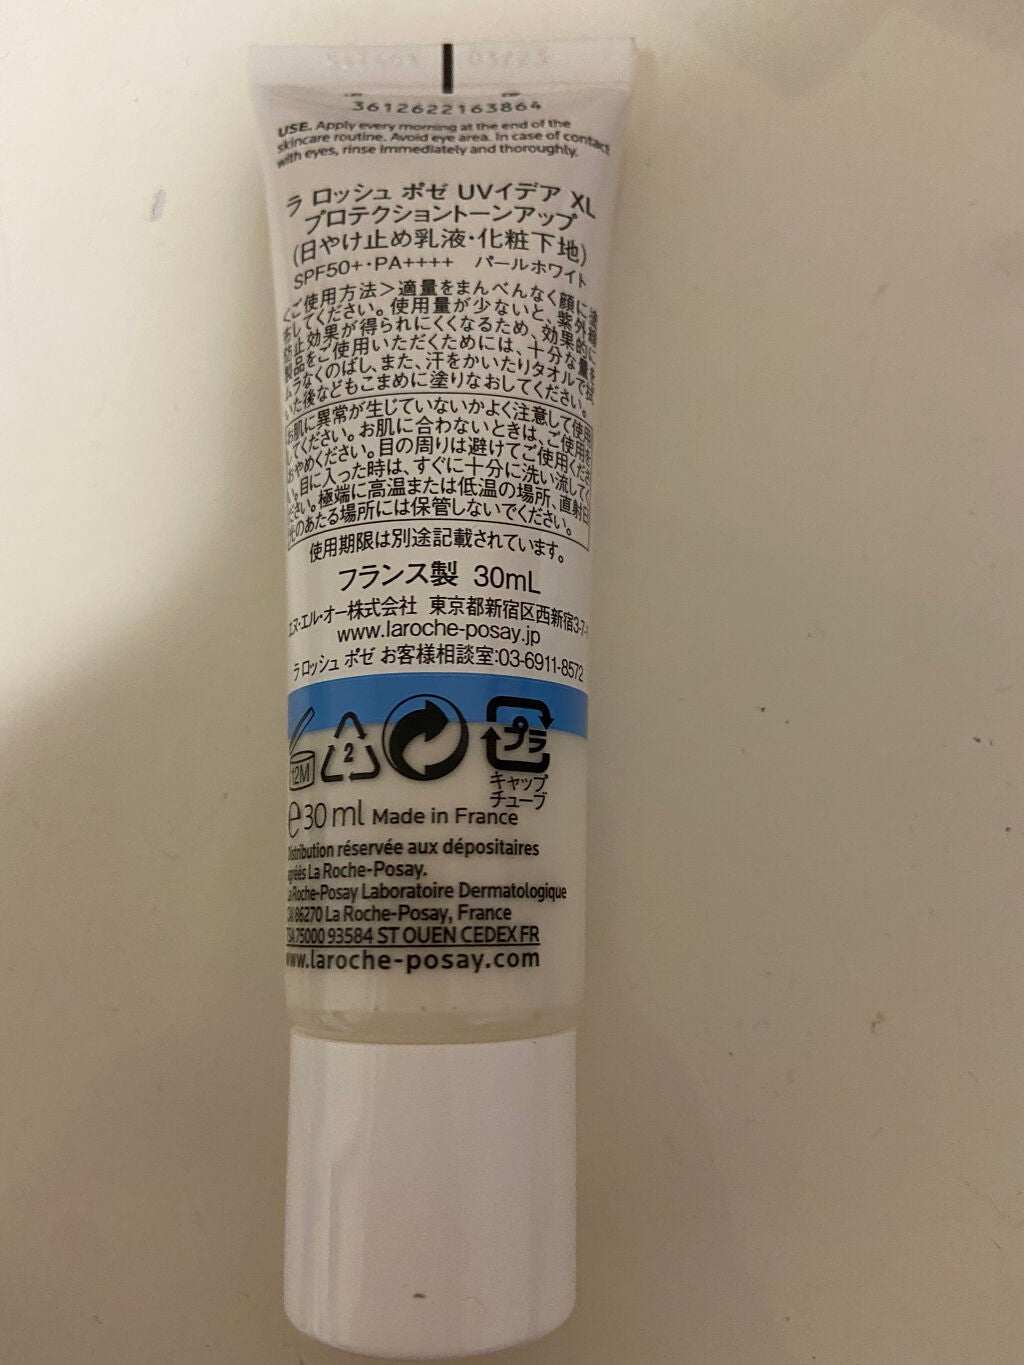 03/23
3612622163864
USE. Apply every morning at the end of the
skincare routine. Avoid eye area. In case of contact
with eyes, rinse immediately and thoroughly.
ラ ロッシュ ポゼ UVイデア XL
プロテクショントーンアップ
(日やけ止め乳液・化粧下地)
SPF50+・PA++++ パールホワイト
<ご使用方法>適量をまんべんなく顔に塗
布してください。使用量が少ないと、紫外線
防止効果が得られにくくなるため、効果的に
製品をご使用いただくためには、十分な量を
ムラなくのばし、また、汗をかいたりタオルで拭
いた後などもこまめに塗りなおしてください。
お肌に異常が生じていないかよく注意して使用
してください。お肌に合わないときは、ご使用を
おやめください。目の周りは避けてご使用くださ
い。目に入った時は、すぐに十分に洗い流してく
ださい。極端に高温または低温の場所、直射日
光のあたる場所には保管しないでください。
使用期限は別途記載されています。
フランス製 30mL
エヌ・エル・オー株式会社 東京都新宿区西新宿3-7-1
www.laroche-posay.jp
ラ ロッシュ ポゼ お客様相談室:03-6911-8572
12M 2 プラ
キャップ
チューブ
e30 ml Made in France
Distribution réservée aux dépositaires
agréés La Roche-Posay.
La Roche-Posay Laboratoire Dermatologique
86270 La Roche-Posay, France
75000 93584 ST OUEN CEDEX FR
www.laroche-posay.com